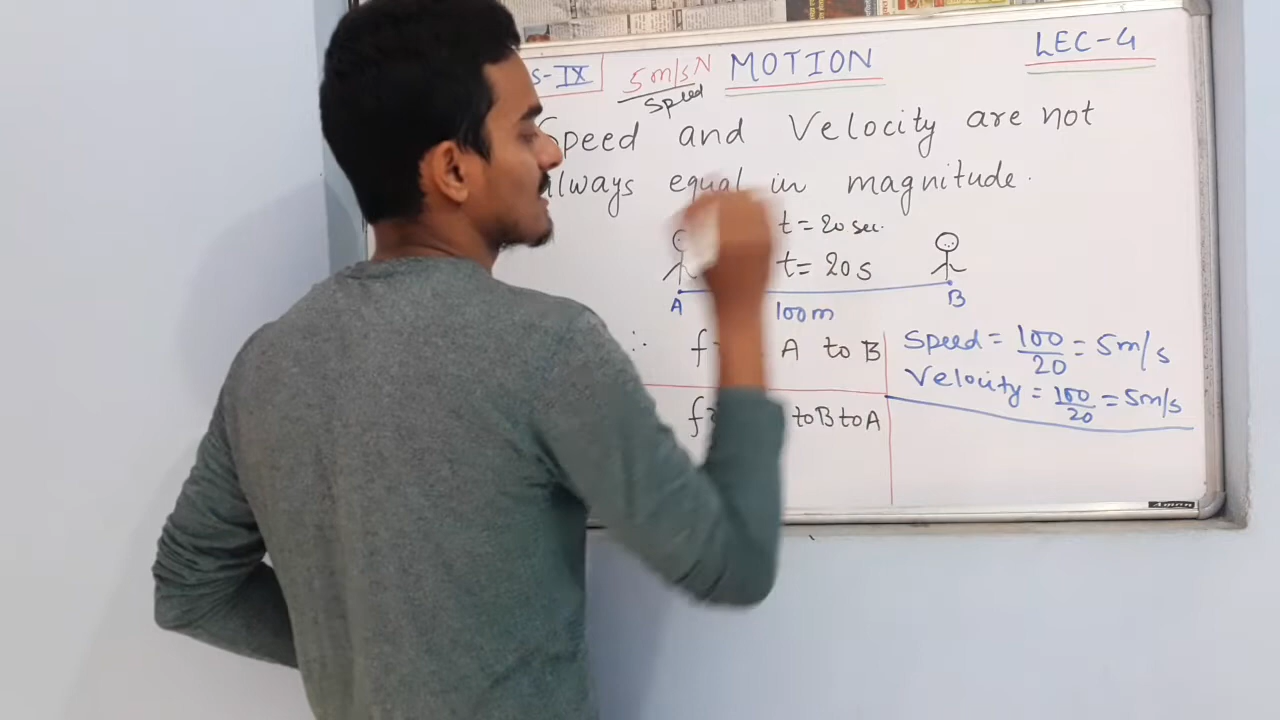 S-IX
5m/s N
Speed
MOTION
LEC-4
Speed and Velocity are not
always equal in magnitude.
t = 20 sec.
t = 20s
A
B
100m
∴
A to B
Speed = 100/20 = 5m/s
Velocity = 100/20 = 5m/s
to B to A